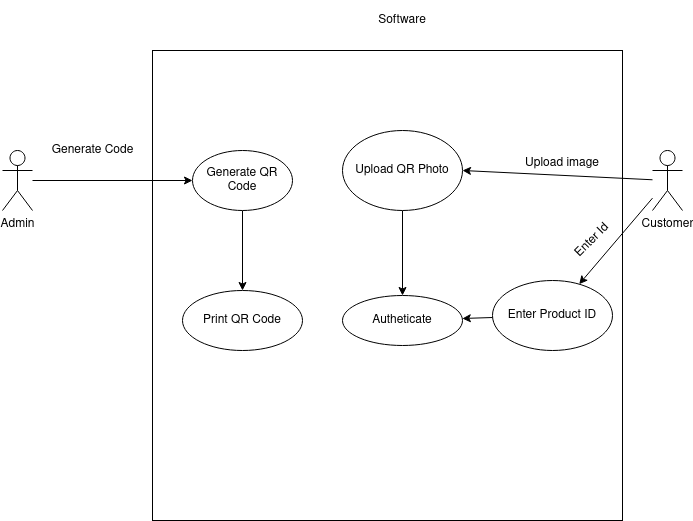 Software
Generate Code
Generate QR
Code
Upload QR Photo
Upload image
Admin
Customer
Enter Id
Print QR Code
Autheticate
Enter Product ID